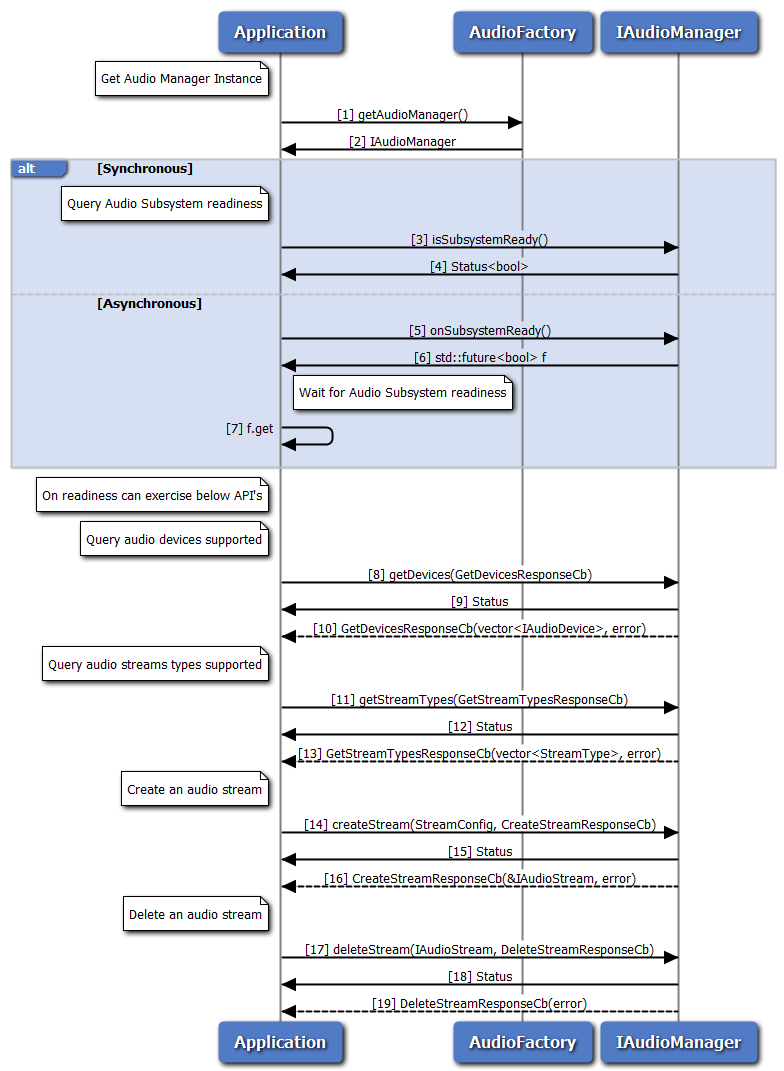 Application AudioFactory IAudioManager
Get Audio Manager Instance
[1] getAudioManager()
[2] IAudioManager
alt [Synchronous]
Query Audio Subsystem readiness
[3] isSubsystemReady()
[4] Status<bool>
[Asynchronous]
[5] onSubsystemReady()
[6] std::future<bool> f
Wait for Audio Subsystem readiness
[7] f.get
On readiness can exercise below API's
Query audio devices supported
[8] getDevices(GetDevicesResponseCb)
[9] Status
[10] GetDevicesResponseCb(vector<IAudioDevice>, error)
Query audio streams types supported
[11] getStreamTypes(GetStreamTypesResponseCb)
[12] Status
[13] GetStreamTypesResponseCb(vector<StreamType>, error)
Create an audio stream
[14] createStream(StreamConfig, CreateStreamResponseCb)
[15] Status
[16] CreateStreamResponseCb(&IAudioStream, error)
Delete an audio stream
[17] deleteStream(IAudioStream, DeleteStreamResponseCb)
[18] Status
[19] DeleteStreamResponseCb(error)
Application AudioFactory IAudioManager